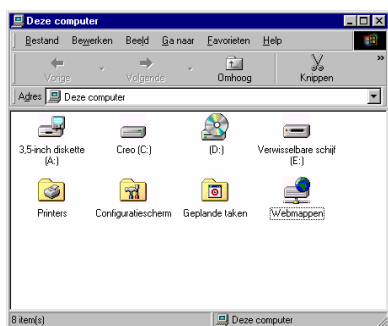 Deze computer
Bestand Bewerken Beeld Ga naar Favorieten Help
Vorige Volgende Omhoog Knippen »
Adres Deze computer
3,5-inch diskette (A:) Creo (C:) (D:) Verwisselbare schijf (E:)
Printers Configuratiescherm Geplande taken Webmappen
8 item(s) Deze computer